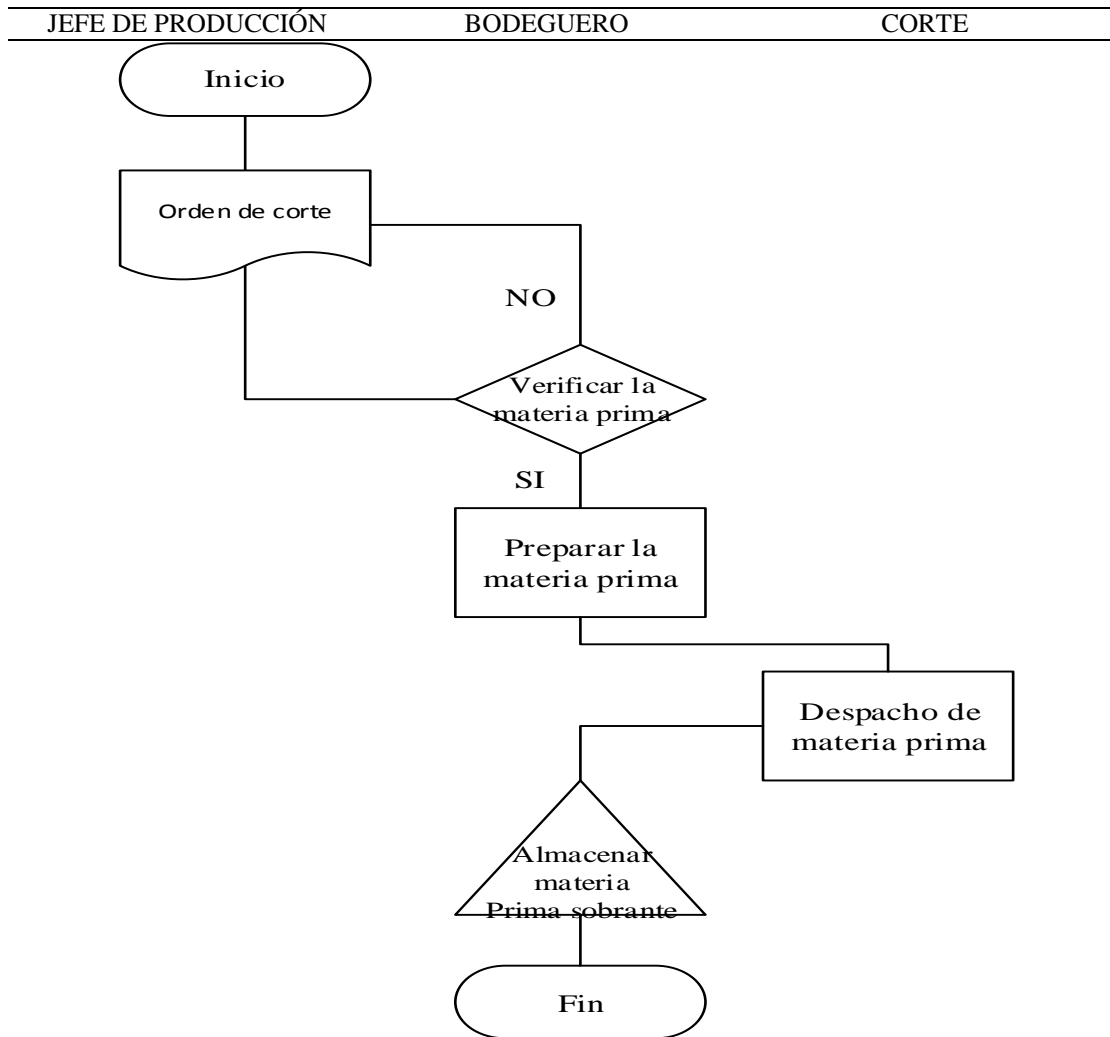 JEFE DE PRODUCCIÓN BODEGUERO CORTE
Inicio
Orden de corte
NO
Verificar la
materia prima
SI
Preparar la
materia prima
Despacho de
materia prima
Almacenar
materia
Prima sobrante
Fin